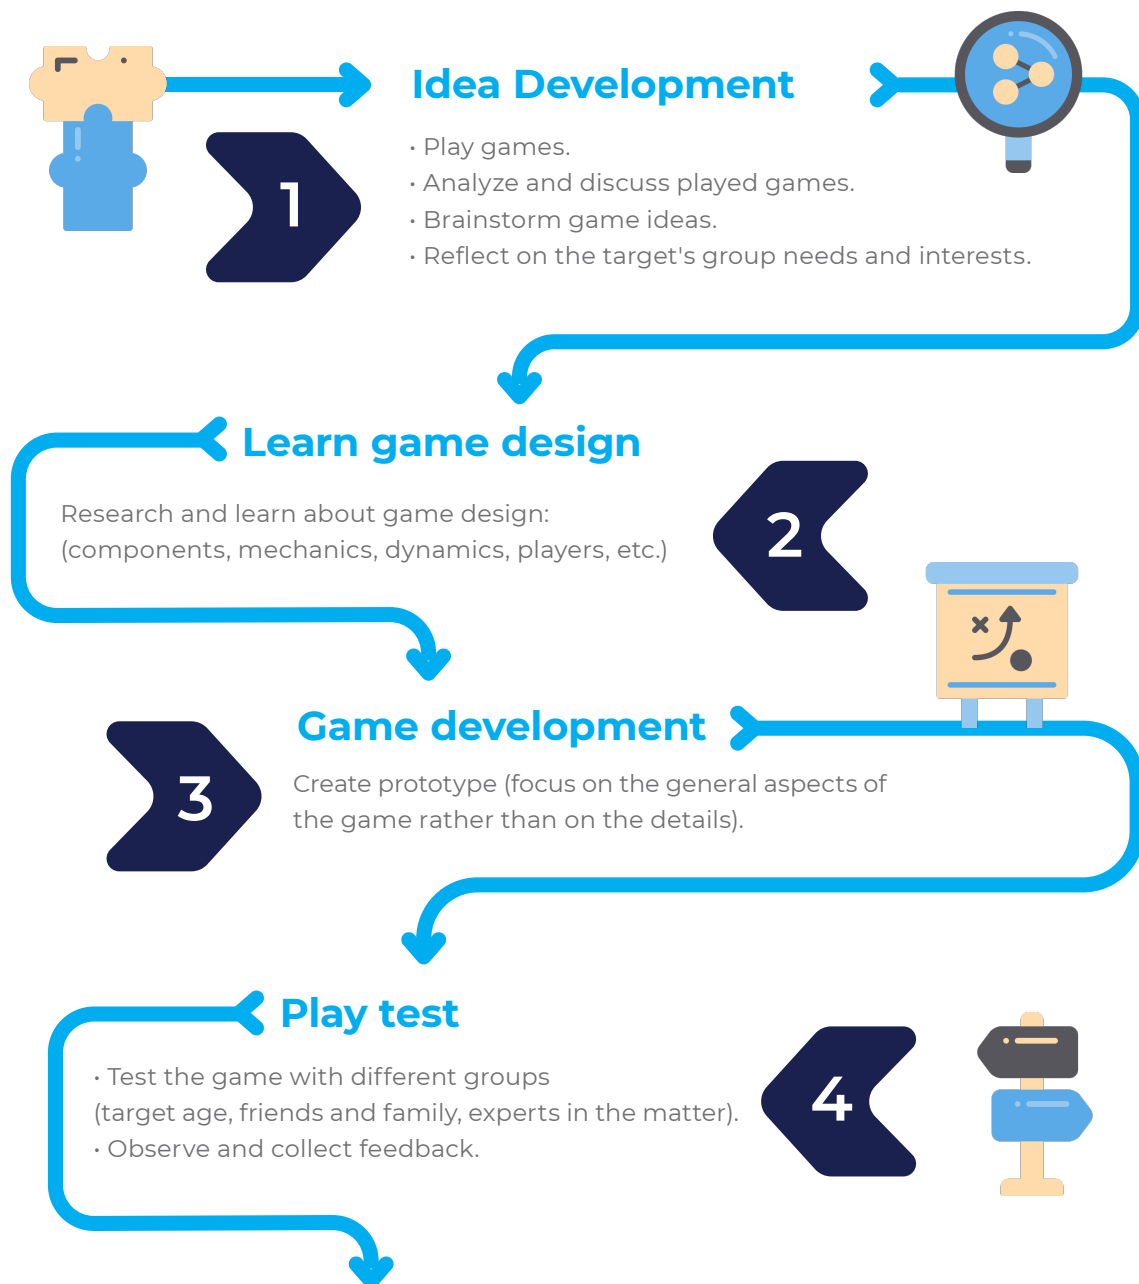 Idea Development
1
• Play games.
• Analyze and discuss played games.
• Brainstorm game ideas.
• Reflect on the target's group needs and interests.
Learn game design
Research and learn about game design:
(components, mechanics, dynamics, players, etc.)
2
Game development
3
Create prototype (focus on the general aspects of
the game rather than on the details).
Play test
• Test the game with different groups
(target age, friends and family, experts in the matter).
• Observe and collect feedback.
4